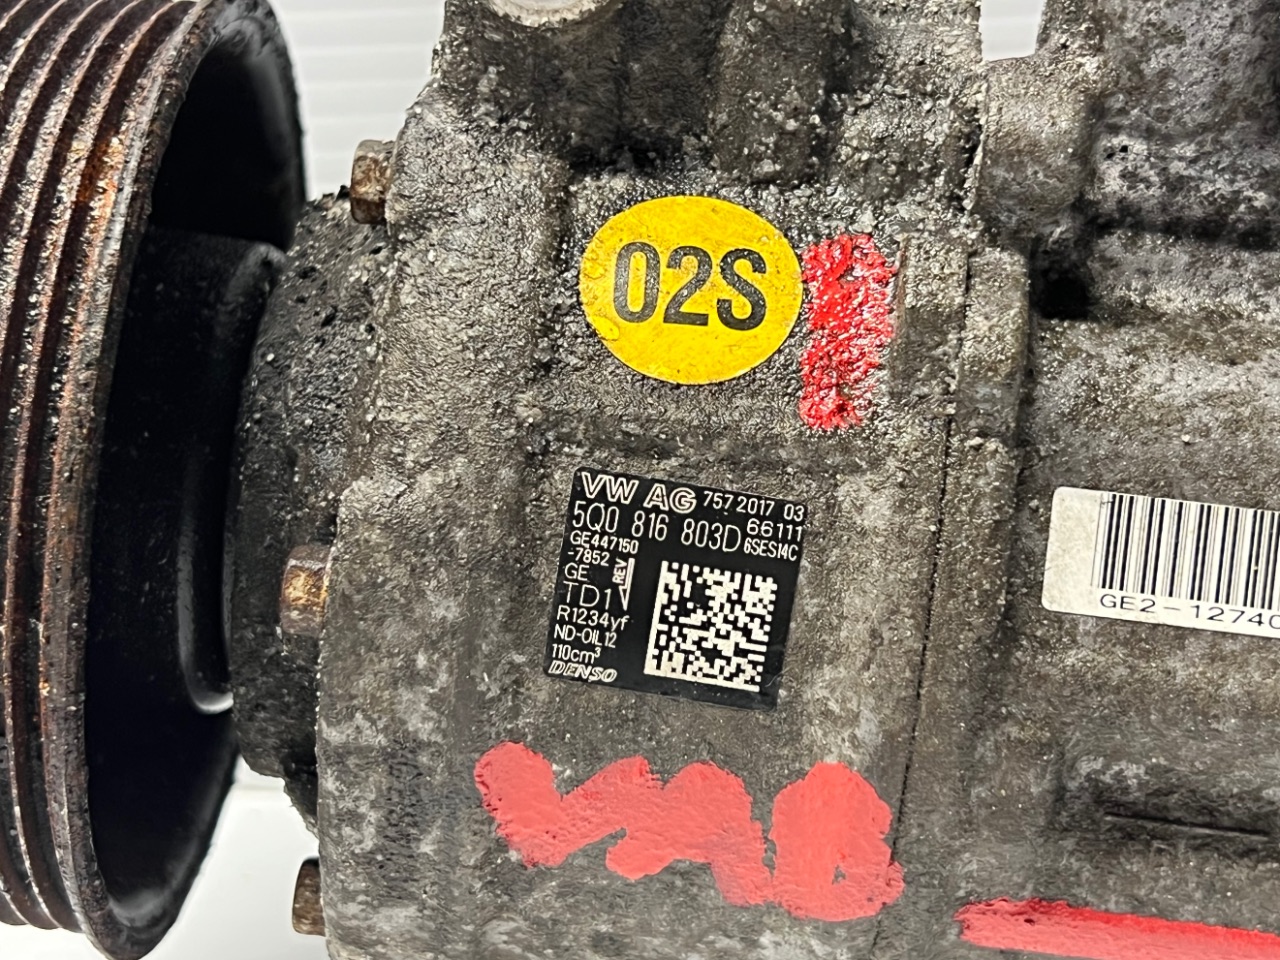 02S
VW AG 757 2017 03
5Q0 816 803D 66111
GE447150 6SES14C
-7852
GE REV
TD1
R1234yf
ND-OIL12
110cm³
DENSO
GE2-1274